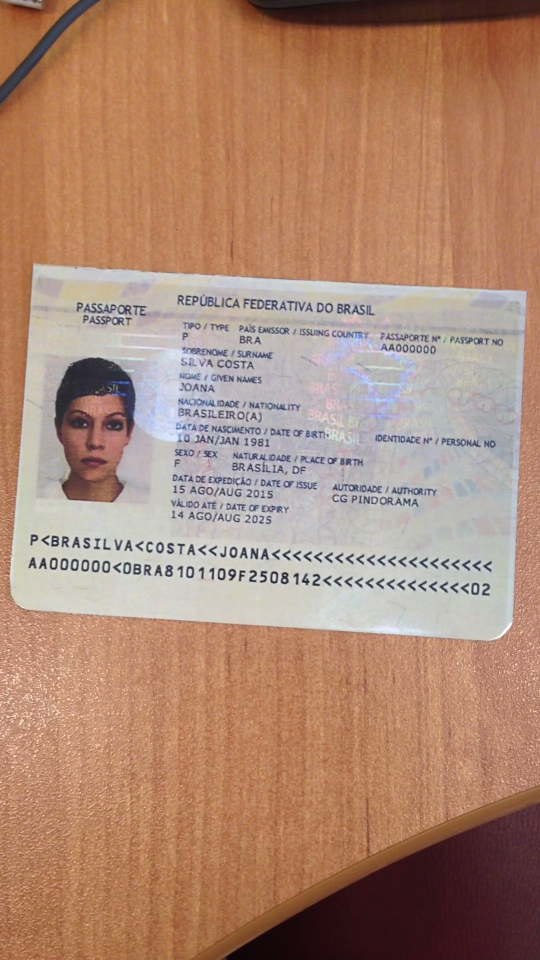 REPÚBLICA FEDERATIVA DO BRASIL
PASSAPORTE
PASSPORT
TIPO / TYPE PAÍS EMISSOR / ISSUING COUNTRY PASSAPORTE Nº / PASSPORT NO
P BRA AA000000
SOBRENOME / SURNAME
SILVA COSTA
NOME / GIVEN NAMES
JOANA
NACIONALIDADE / NATIONALITY
BRASILEIRO(A)
DATA DE NASCIMENTO / DATE OF BIRTH IDENTIDADE Nº / PERSONAL NO
10 JAN/JAN 1981
SEXO / SEX NATURALIDADE / PLACE OF BIRTH
F BRASÍLIA, DF
DATA DE EXPEDIÇÃO / DATE OF ISSUE AUTORIDADE / AUTHORITY
15 AGO/AUG 2015 CG PINDORAMA
VÁLIDO ATÉ / DATE OF EXPIRY
14 AGO/AUG 2025
P<BRASILVA<COSTA<<JOANA<<<<<<<<<<<<<<<<<<<<<
AA000000<0BRA8101109F2508142<<<<<<<<<<<<<<02